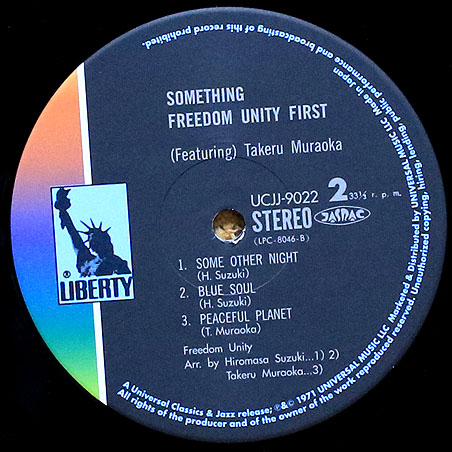 SOMETHING
FREEDOM UNITY FIRST
(Featuring) Takeru Muraoka
UCJJ-9022 2 33⅓ r. p. m.
STEREO JASRAC
(LPC-8046-B)
1. SOME OTHER NIGHT
(H. Suzuki)
2. BLUE SOUL
(H. Suzuki)
3. PEACEFUL PLANET
(T. Muraoka)
Freedom Unity
Arr. by Hiromasa Suzuki...1) 2)
Takeru Muraoka...3)
® LIBERTY
A Universal Classics & Jazz release; ℗&© 1971 UNIVERSAL MUSIC LLC Marketed & Distributed by UNIVERSAL MUSIC LLC Made in Japan
All rights of the producer and of the owner of the work reproduced reserved. Unauthorized copying, hiring, lending, public performance and broadcasting of this record prohibited.